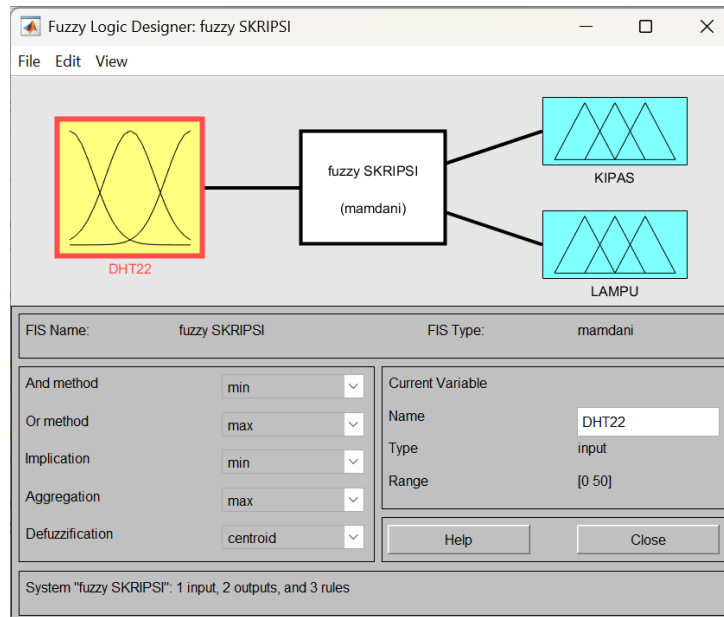 Fuzzy Logic Designer: fuzzy SKRIPSI
File Edit View
fuzzy SKRIPSI
(mamdani)
KIPAS
DHT22
LAMPU
FIS Name: fuzzy SKRIPSI FIS Type: mamdani
And method min
Or method max
Implication min
Aggregation max
Defuzzification centroid
Current Variable
Name DHT22
Type input
Range [0 50]
Help Close
System "fuzzy SKRIPSI": 1 input, 2 outputs, and 3 rules